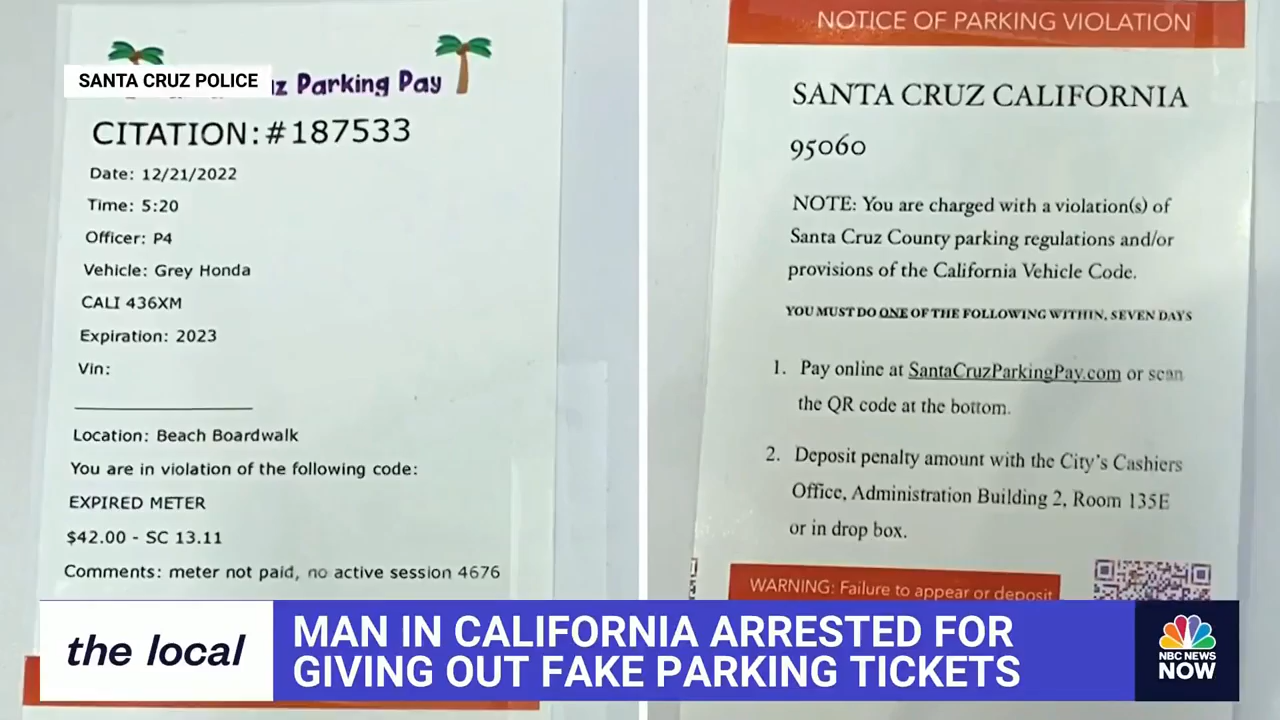 SANTA CRUZ POLICE
z Parking Pay
CITATION:#187533
Date: 12/21/2022
Time: 5:20
Officer: P4
Vehicle: Grey Honda
CALI 436XM
Expiration: 2023
Vin:
Location: Beach Boardwalk
You are in violation of the following code:
EXPIRED METER
$42.00 - SC 13.11
Comments: meter not paid, no active session 4676
NOTICE OF PARKING VIOLATION
SANTA CRUZ CALIFORNIA
95060
NOTE: You are charged with a violation(s) of
Santa Cruz County parking regulations and/or
provisions of the California Vehicle Code.
YOU MUST DO ONE OF THE FOLLOWING WITHIN, SEVEN DAYS
1. Pay online at SantaCruzParkingPay.com or scan
the QR code at the bottom.
2. Deposit penalty amount with the City's Cashiers
Office, Administration Building 2, Room 135E
or in drop box.
WARNING: Failure to appear or deposit
the local
MAN IN CALIFORNIA ARRESTED FOR
GIVING OUT FAKE PARKING TICKETS
NBC NEWS
NOW